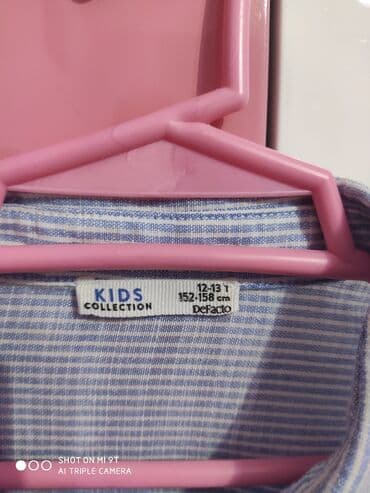 KIDS
COLLECTION
12-13 T
152-158 cm
DeFacto
SHOT ON MI 9T
AI TRIPLE CAMERA